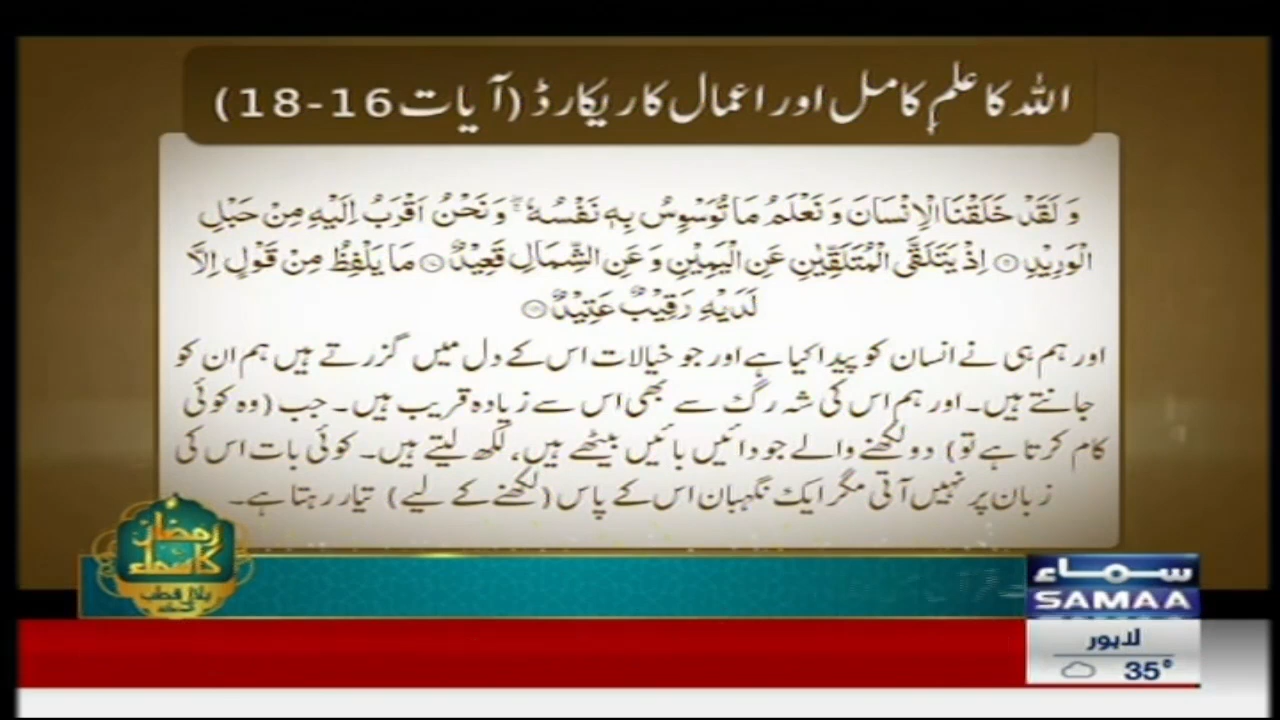 اللہ کا علمِ کامل اور اعمال کا ریکارڈ (آیات 16-18)
وَ لَقَدْ خَلَقْنَا الْاِنْسَانَ وَ نَعْلَمُ مَا تُوَسْوِسُ بِهٖ نَفْسُهٗ ۖۚ وَ نَحْنُ اَقْرَبُ اِلَيْهِ مِنْ حَبْلِ
الْوَرِيْدِ ۝ اِذْ يَتَلَقَّى الْمُتَلَقِّيٰنِ عَنِ الْيَمِيْنِ وَ عَنِ الشِّمَالِ قَعِيْدٌ ۝ مَا يَلْفِظُ مِنْ قَوْلٍ اِلَّا
لَدَيْهِ رَقِيْبٌ عَتِيْدٌ ۝
اور ہم ہی نے انسان کو پیدا کیا ہے اور جو خیالات اس کے دل میں گزرتے ہیں ہم ان کو
جانتے ہیں۔ اور ہم اس کی شہ رگ سے بھی اس سے زیادہ قریب ہیں۔ جب (وہ کوئی
کام کرتا ہے تو) دو لکھنے والے جو دائیں بائیں بیٹھے ہیں، لکھ لیتے ہیں۔ کوئی بات اس کی
زبان پر نہیں آتی مگر ایک نگہبان اس کے پاس (لکھنے کے لیے) تیار رہتا ہے۔
رمضان
کا سماء
بلال قطب
سماء
SAMAA
لاہور
35°